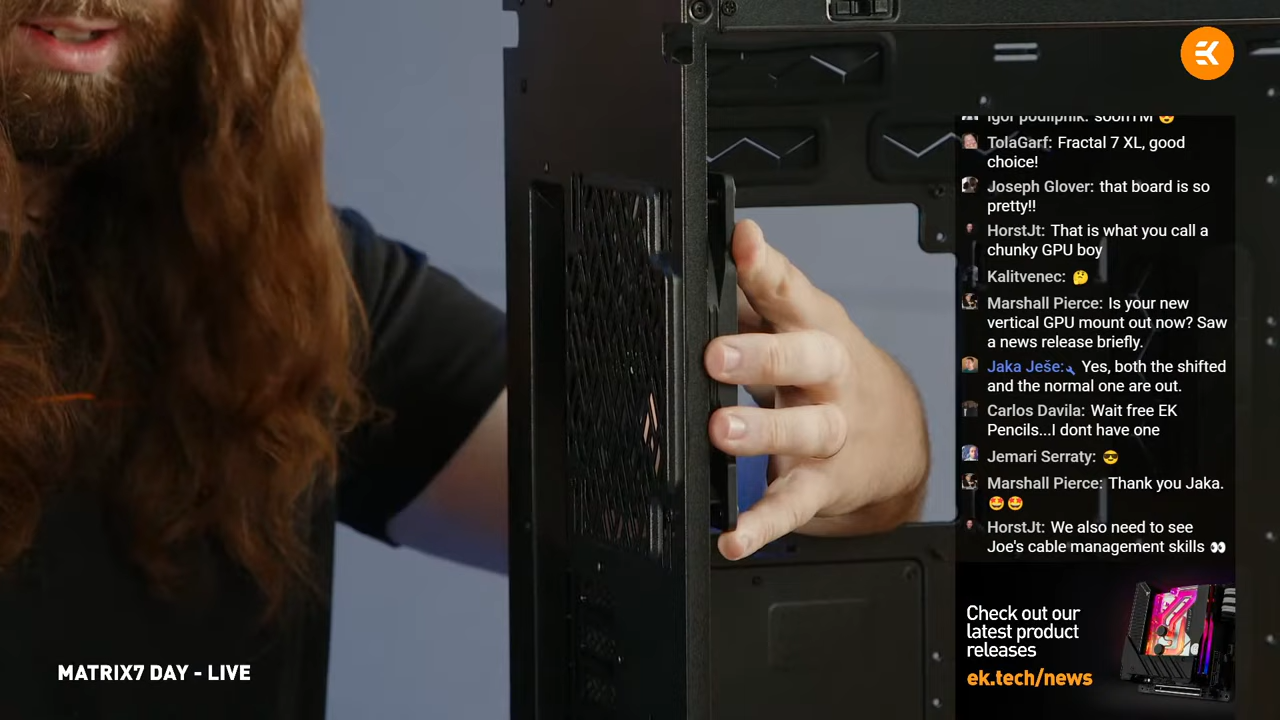 Igor podlipnik: soonTM 😮
TolaGarf: Fractal 7 XL, good
choice!
Joseph Glover: that board is so
pretty!!
HorstJt: That is what you call a
chunky GPU boy
Kalitvenec: 🤔
Marshall Pierce: Is your new
vertical GPU mount out now? Saw
a news release briefly.
Jaka Ješe: Yes, both the shifted
and the normal one are out.
Carlos Davila: Wait free EK
Pencils...I dont have one
Jemari Serraty: 😎
Marshall Pierce: Thank you Jaka.
🤩🤩
HorstJt: We also need to see
Joe's cable management skills 👀
Check out our
latest product
releases
ek.tech/news
MATRIX7 DAY - LIVE